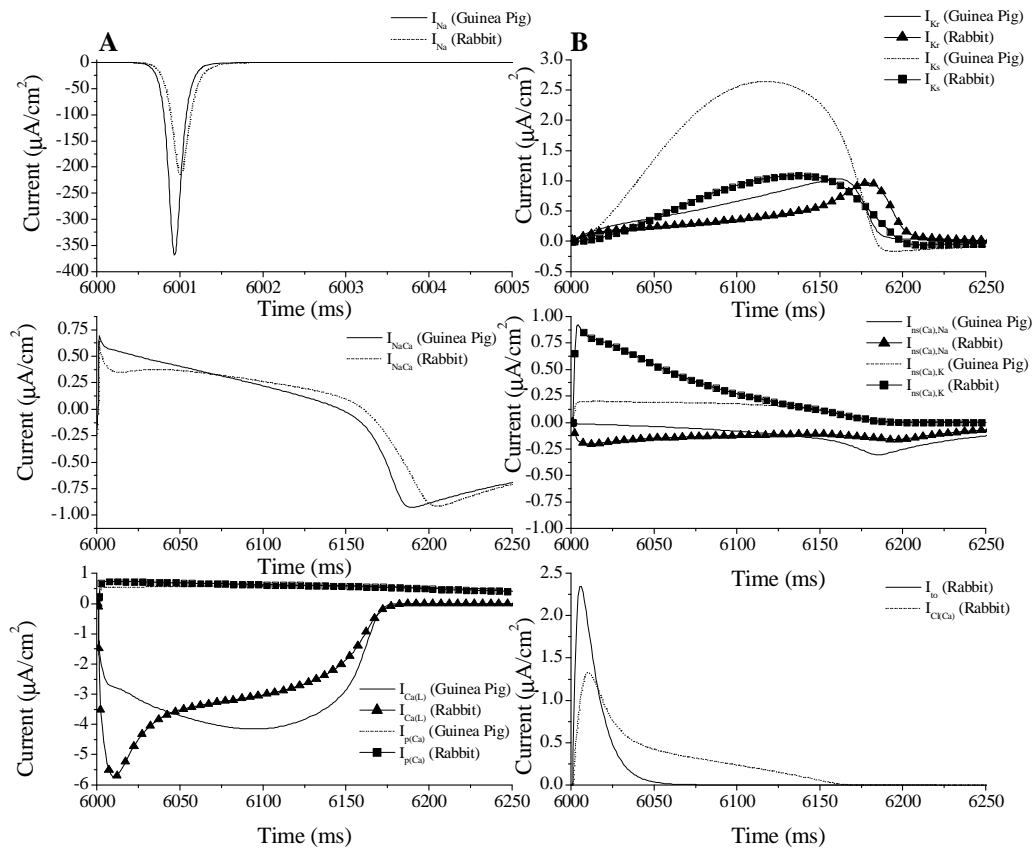 A
I_Na (Guinea Pig)
I_Na (Rabbit)
0
-50
-100
-150
-200
-250
-300
-350
-400
Current (μA/cm²)
6000 6001 6002 6003 6004 6005
Time (ms)
B
I_Kr (Guinea Pig)
I_Kr (Rabbit)
I_Ks (Guinea Pig)
I_Ks (Rabbit)
3.0
2.5
2.0
1.5
1.0
0.5
0.0
-0.5
Current (μA/cm²)
6000 6050 6100 6150 6200 6250
Time (ms)
I_NaCa (Guinea Pig)
I_NaCa (Rabbit)
0.75
0.50
0.25
0.00
-0.25
-0.50
-0.75
-1.00
Current (μA/cm²)
6000 6050 6100 6150 6200 6250
Time (ms)
I_ns(Ca),Na (Guinea Pig)
I_ns(Ca),Na (Rabbit)
I_ns(Ca),K (Guinea Pig)
I_ns(Ca),K (Rabbit)
1.00
0.75
0.50
0.25
0.00
-0.25
-0.50
-0.75
1.00
Current (μA/cm²)
6000 6050 6100 6150 6200 6250
Time (ms)
I_Ca(L) (Guinea Pig)
I_Ca(L) (Rabbit)
I_p(Ca) (Guinea Pig)
I_p(Ca) (Rabbit)
1
0
-1
-2
-3
-4
-5
-6
Current (μA/cm²)
6000 6050 6100 6150 6200 6250
Time (ms)
I_to (Rabbit)
I_Cl(Ca) (Rabbit)
2.5
2.0
1.5
1.0
0.5
0.0
Current (μA/cm²)
6000 6050 6100 6150 6200 6250
Time (ms)